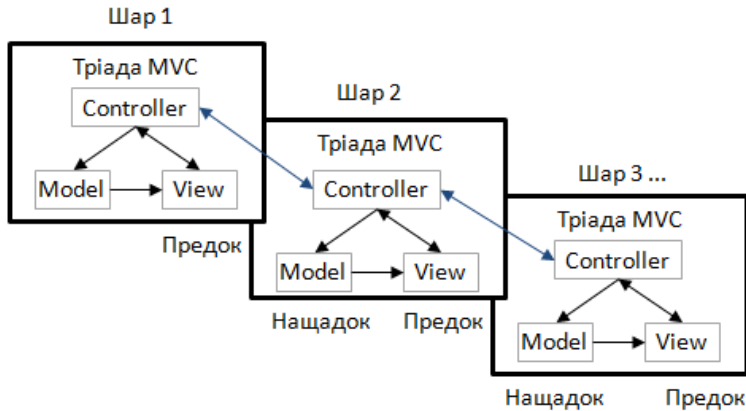 Шар 1
Тріада MVC
Controller
Model
View
Предок
Шар 2
Тріада MVC
Controller
Model
View
Нащадок
Предок
Шар 3 ...
Тріада MVC
Controller
Model
View
Нащадок
Предок